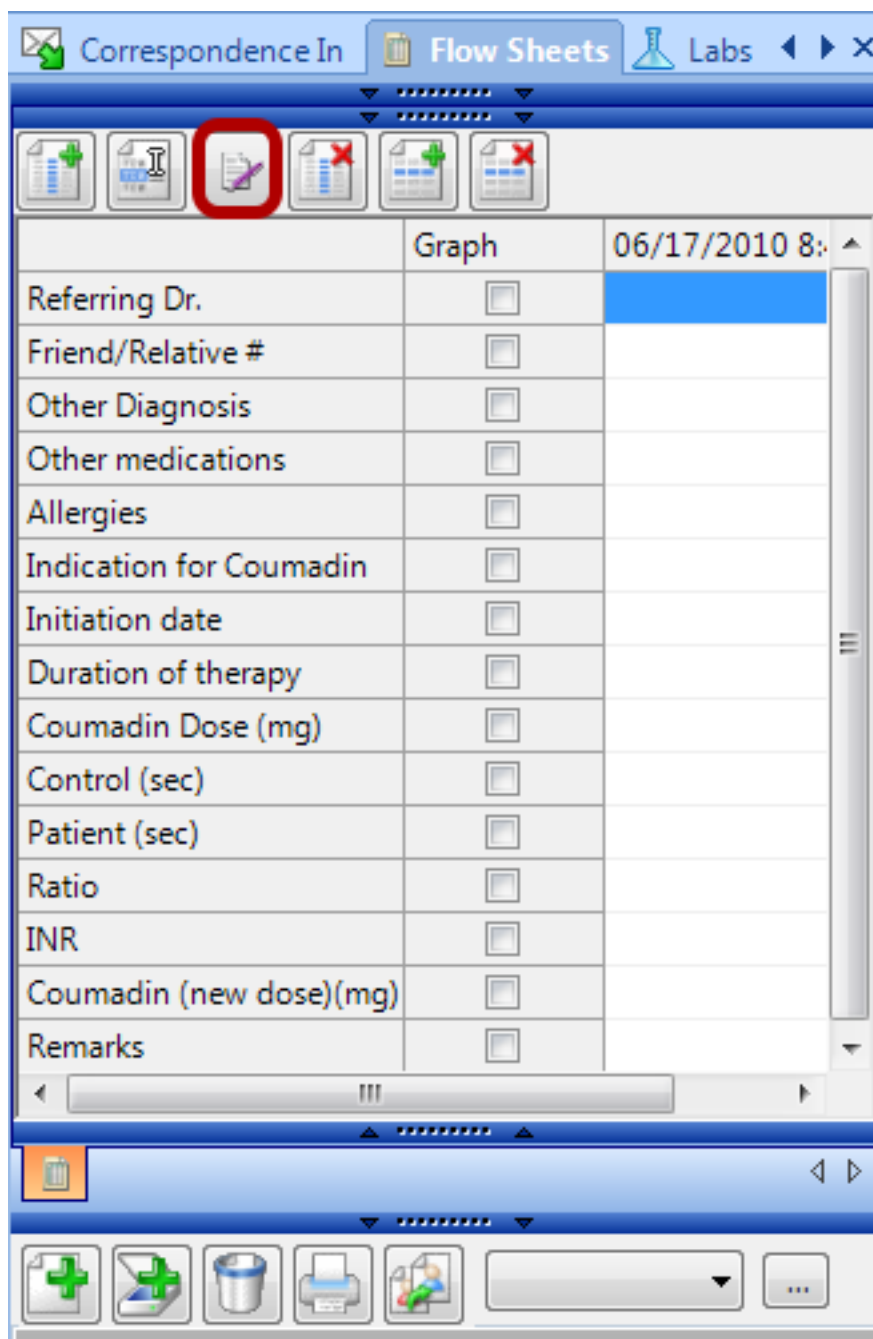 Correspondence In Flow Sheets Labs
Graph 06/17/2010 8:
Referring Dr.
Friend/Relative #
Other Diagnosis
Other medications
Allergies
Indication for Coumadin
Initiation date
Duration of therapy
Coumadin Dose (mg)
Control (sec)
Patient (sec)
Ratio
INR
Coumadin (new dose)(mg)
Remarks
...